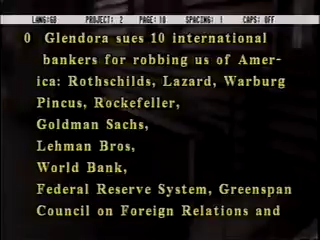 LANG:GB PROJECT: 2 PAGE:10 SPACING: 1 CAPS: OFF
0 Glendora sues 10 international
bankers for robbing us of Amer-
ica: Rothschilds, Lazard, Warburg
Pincus, Rockefeller,
Goldman Sachs,
Lehman Bros,
World Bank,
Federal Reserve System, Greenspan
Council on Foreign Relations and